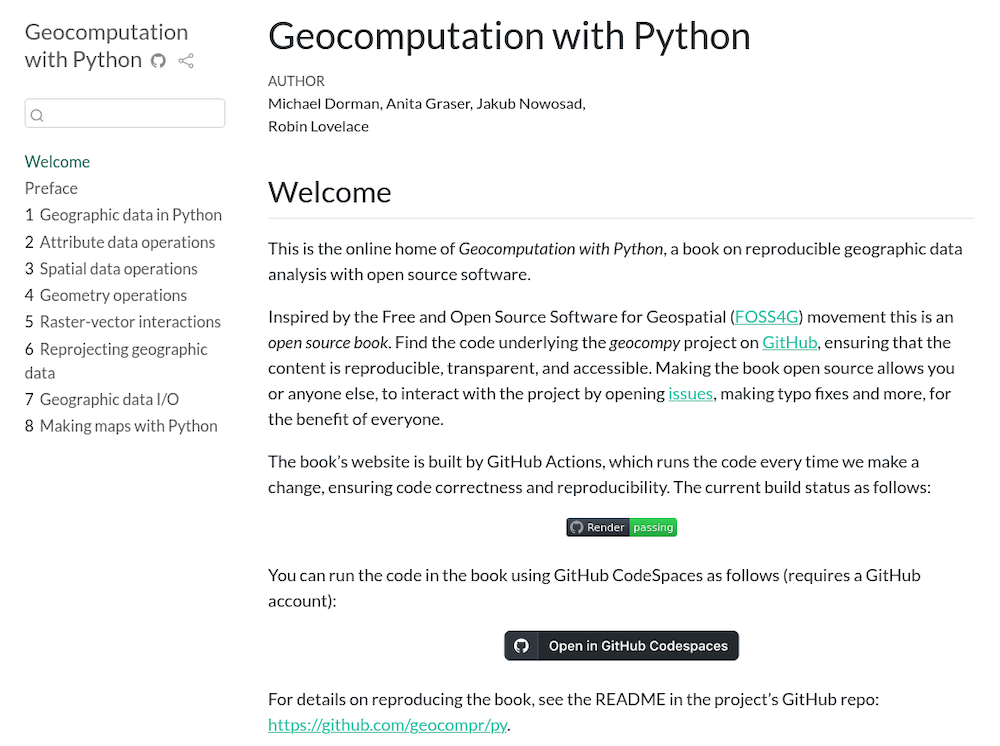 Geocomputation
with Python
Welcome
Preface
1 Geographic data in Python
2 Attribute data operations
3 Spatial data operations
4 Geometry operations
5 Raster-vector interactions
6 Reprojecting geographic
data
7 Geographic data I/O
8 Making maps with Python
Geocomputation with Python
AUTHOR
Michael Dorman, Anita Graser, Jakub Nowosad,
Robin Lovelace
Welcome
This is the online home of Geocomputation with Python, a book on reproducible geographic data
analysis with open source software.
Inspired by the Free and Open Source Software for Geospatial (FOSS4G) movement this is an
open source book. Find the code underlying the geocompy project on GitHub, ensuring that the
content is reproducible, transparent, and accessible. Making the book open source allows you
or anyone else, to interact with the project by opening issues, making typo fixes and more, for
the benefit of everyone.
The book’s website is built by GitHub Actions, which runs the code every time we make a
change, ensuring code correctness and reproducibility. The current build status as follows:
Render passing
You can run the code in the book using GitHub CodeSpaces as follows (requires a GitHub
account):
Open in GitHub Codespaces
For details on reproducing the book, see the README in the project’s GitHub repo:
https://github.com/geocompr/py.